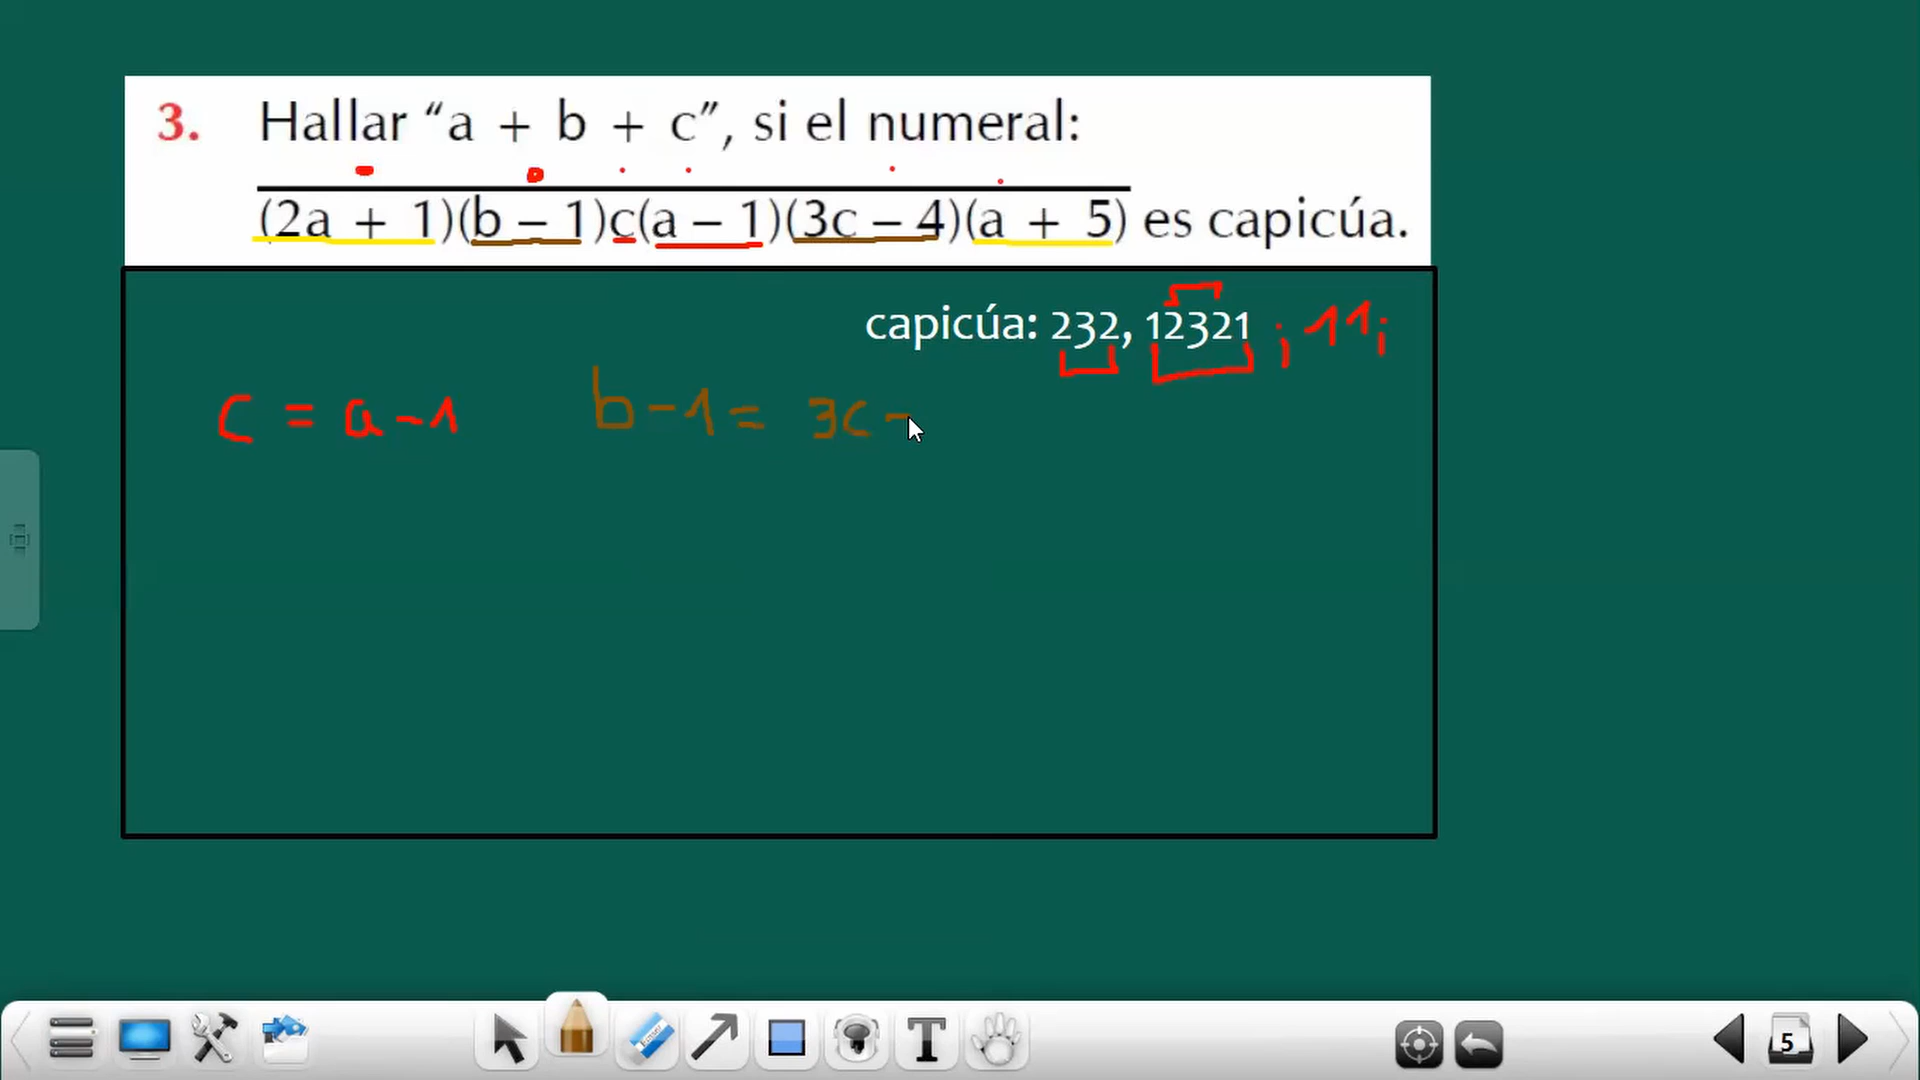 3. Hallar “a + b + c”, si el numeral:
(2a + 1)(b – 1)c(a – 1)(3c – 4)(a + 5) es capicúa.
capicúa: 232, 12321 ; 11;
c = a - 1 b - 1 = 3c -
T 5